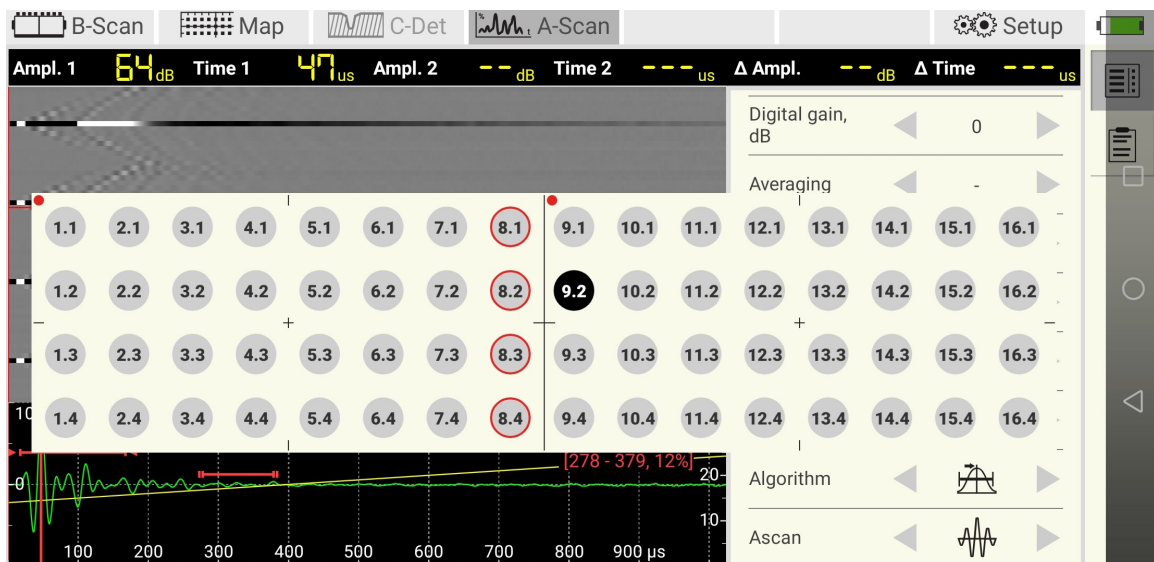 B-Scan Map C-Det A-Scan Setup
Ampl. 1 64 dB Time 1 47 us Ampl. 2 -- dB Time 2 --- us Δ Ampl. -- dB Δ Time --- us
Digital gain, dB 0
Averaging -
1.1 2.1 3.1 4.1 5.1 6.1 7.1 8.1 9.1 10.1 11.1 12.1 13.1 14.1 15.1 16.1
1.2 2.2 3.2 4.2 5.2 6.2 7.2 8.2 9.2 10.2 11.2 12.2 13.2 14.2 15.2 16.2
1.3 2.3 3.3 4.3 5.3 6.3 7.3 8.3 9.3 10.3 11.3 12.3 13.3 14.3 15.3 16.3
1.4 2.4 3.4 4.4 5.4 6.4 7.4 8.4 9.4 10.4 11.4 12.4 13.4 14.4 15.4 16.4
10
[278 - 379, 12%]
20
0
10
100 200 300 400 500 600 700 800 900 µs
Algorithm
Ascan